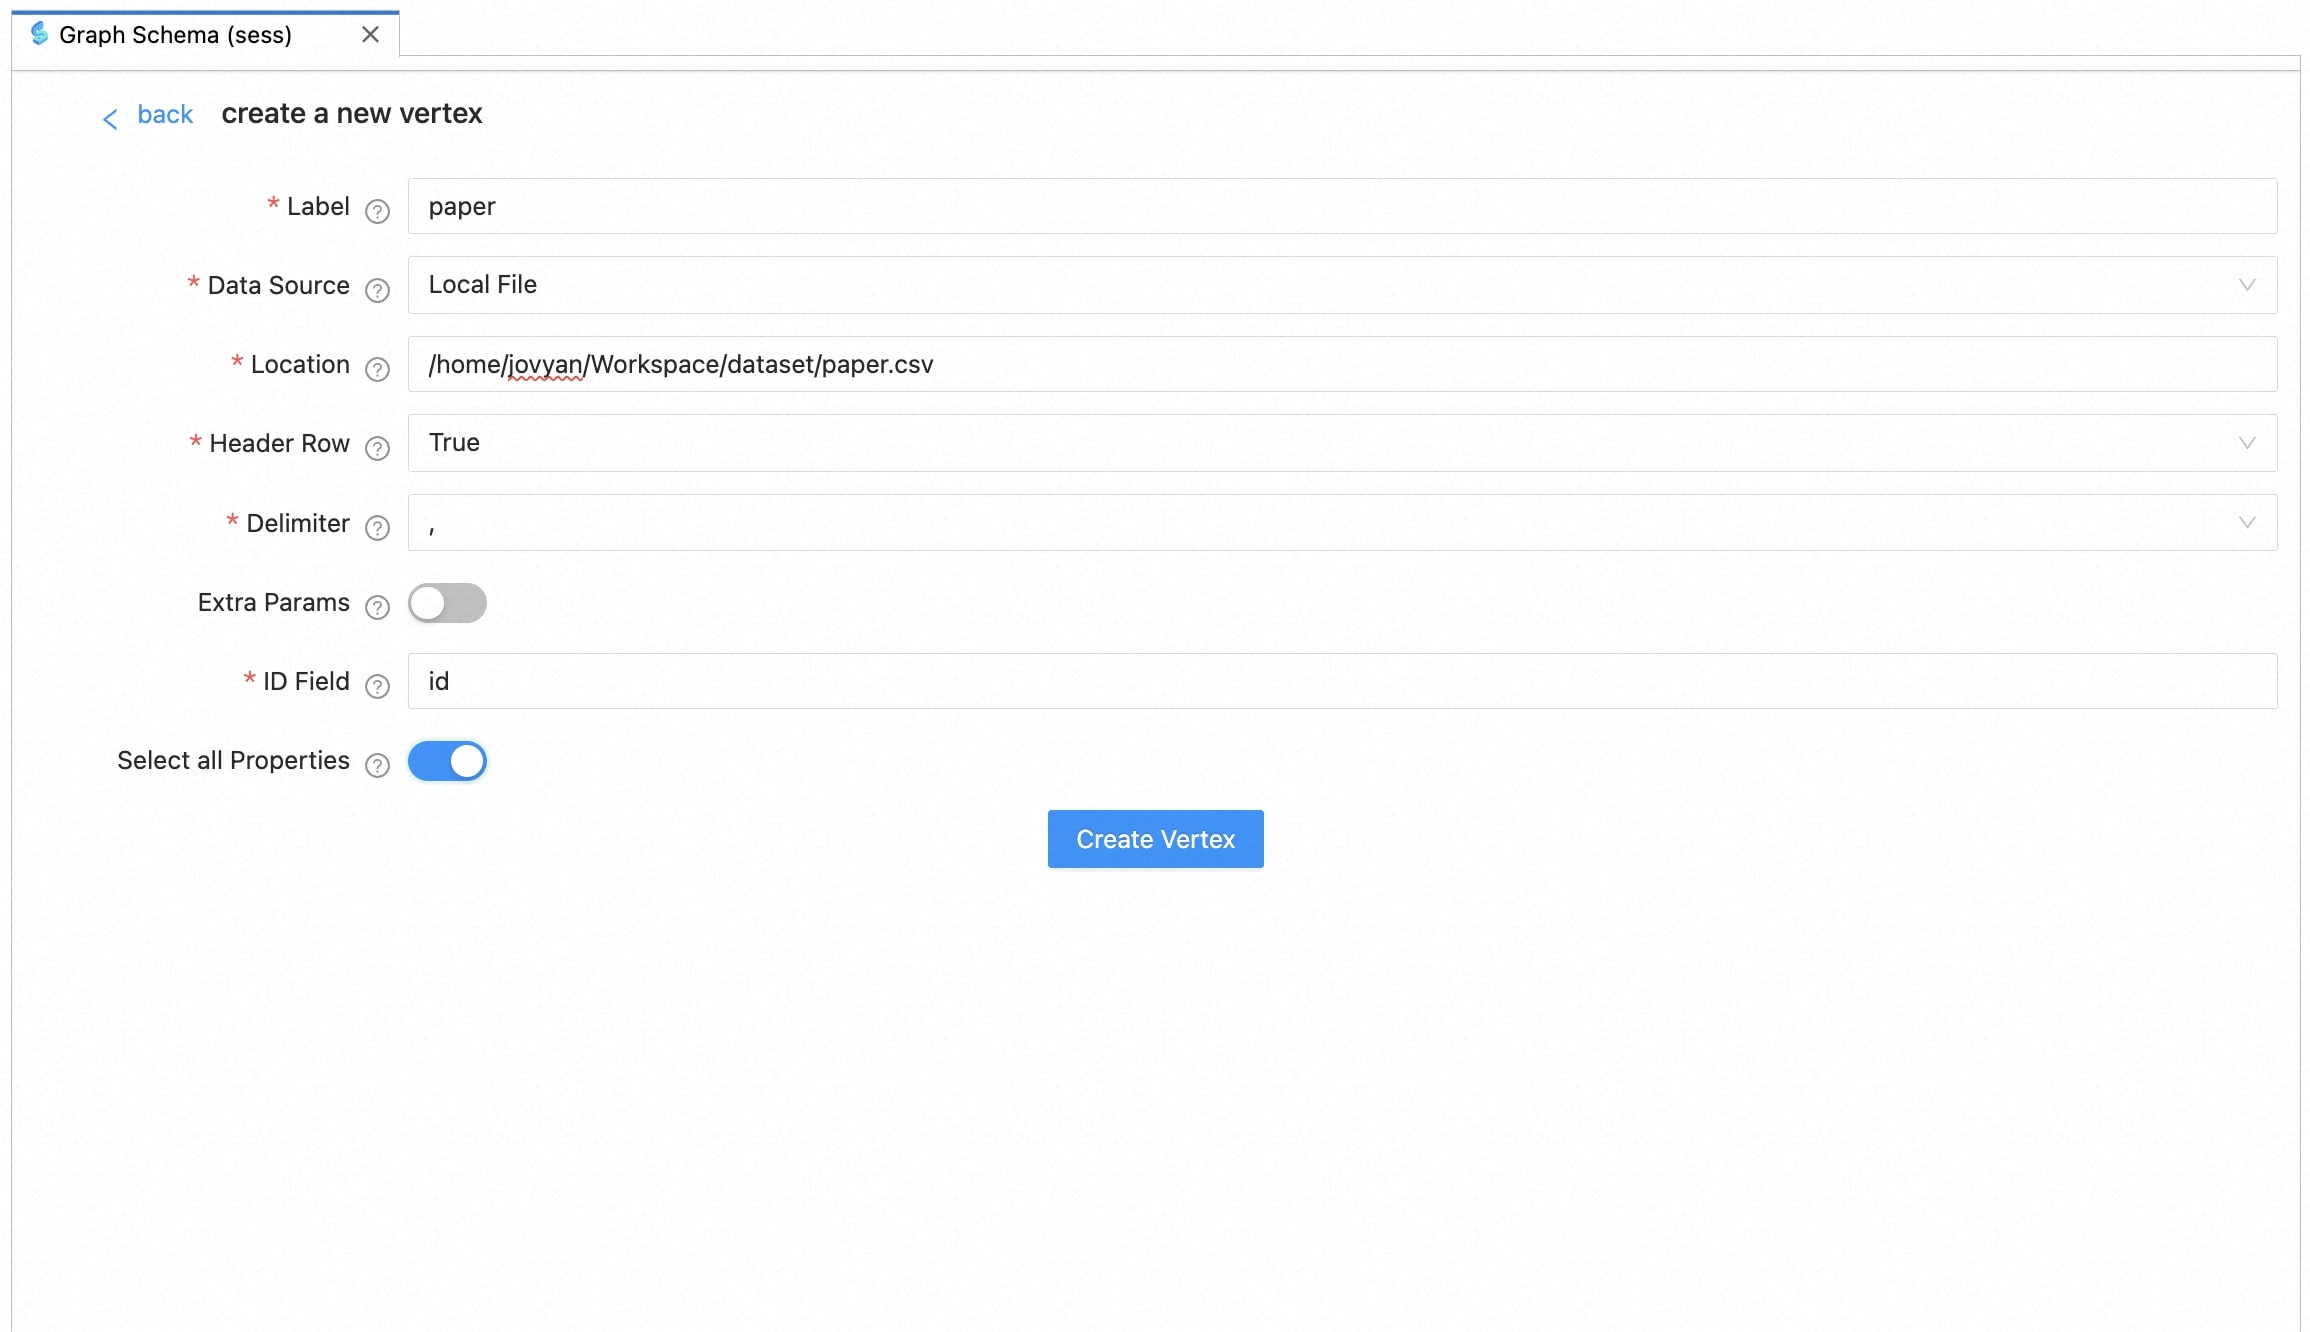 Graph Schema (sess)
back create a new vertex
* Label paper
* Data Source Local File
* Location /home/jovyan/Workspace/dataset/paper.csv
* Header Row True
* Delimiter ,
Extra Params
* ID Field id
Select all Properties
Create Vertex